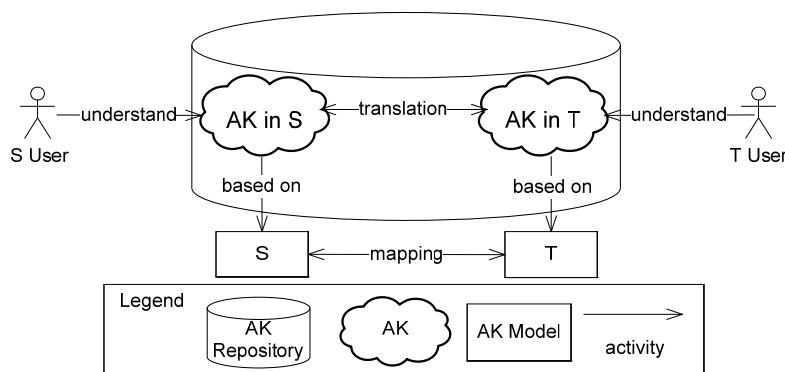 AK in S
translation
AK in T
understand
understand
S User
T User
based on
based on
S
mapping
T
Legend
AK
Repository
AK
AK Model
activity